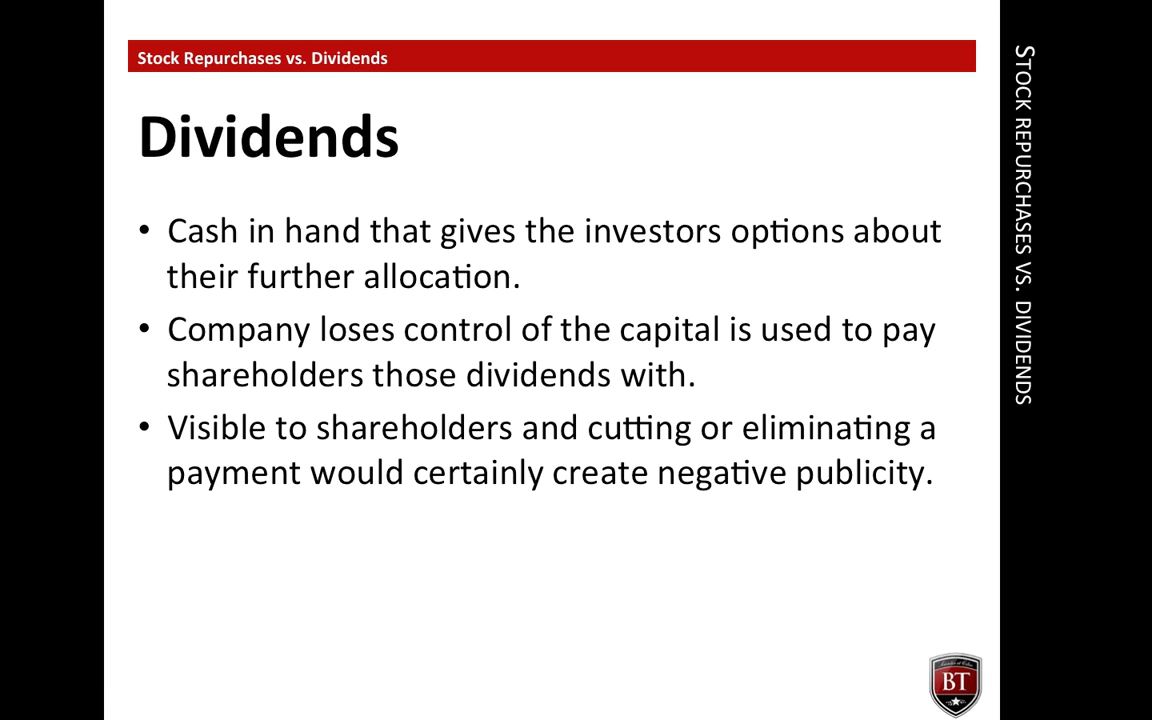 Stock Repurchases vs. Dividends
Dividends
• Cash in hand that gives the investors options about
their further allocation.
• Company loses control of the capital is used to pay
shareholders those dividends with.
• Visible to shareholders and cutting or eliminating a
payment would certainly create negative publicity.
STOCK REPURCHASES VS. DIVIDENDS
BT